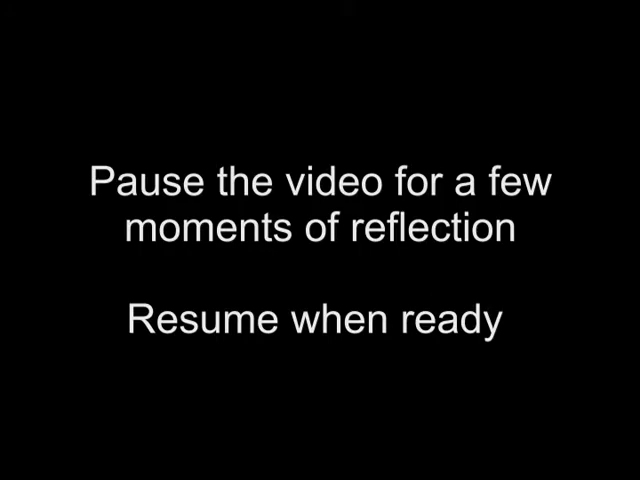 Pause the video for a few
moments of reflection
Resume when ready